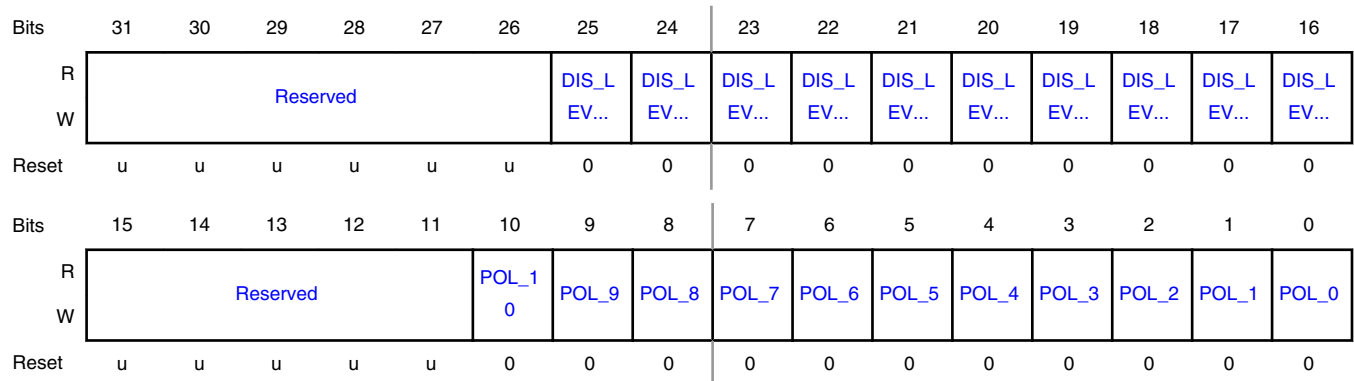 Bits 31 30 29 28 27 26 25 24 23 22 21 20 19 18 17 16
R
Reserved DIS_L DIS_L DIS_L DIS_L DIS_L DIS_L DIS_L DIS_L DIS_L DIS_L
EV... EV... EV... EV... EV... EV... EV... EV... EV... EV...
W
Reset u u u u u u 0 0 0 0 0 0 0 0 0 0
Bits 15 14 13 12 11 10 9 8 7 6 5 4 3 2 1 0
R
Reserved POL_1 POL_9 POL_8 POL_7 POL_6 POL_5 POL_4 POL_3 POL_2 POL_1 POL_0
0
W
Reset u u u u u 0 0 0 0 0 0 0 0 0 0 0